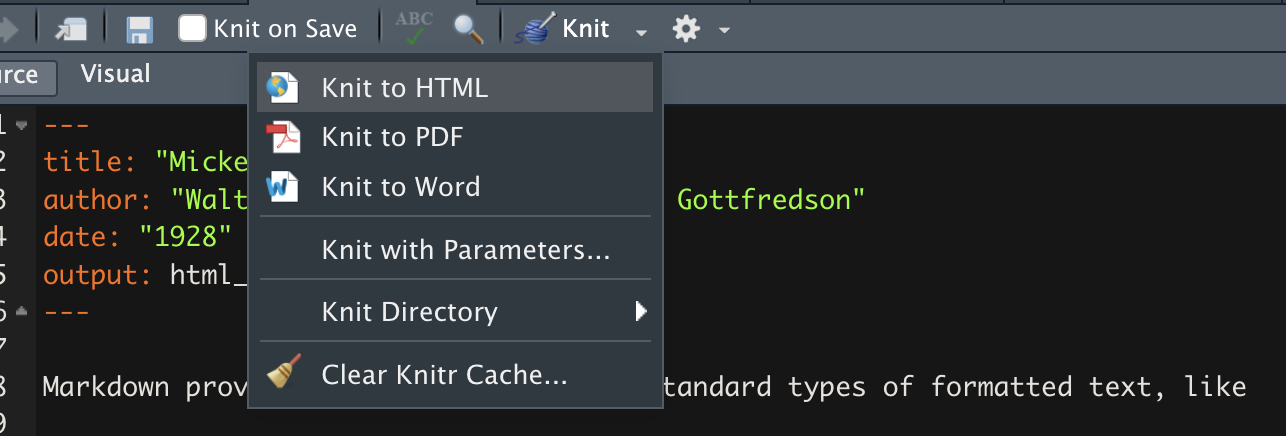 Knit on Save ABC Knit
Source Visual
Knit to HTML
Knit to PDF
Knit to Word
Knit with Parameters...
Knit Directory
Clear Knitr Cache...
1 ---
2 title: "Micke
3 author: "Walt Gottfredson"
4 date: "1928"
5 output: html_
6 ---
7
8 Markdown prov tandard types of formatted text, like
9